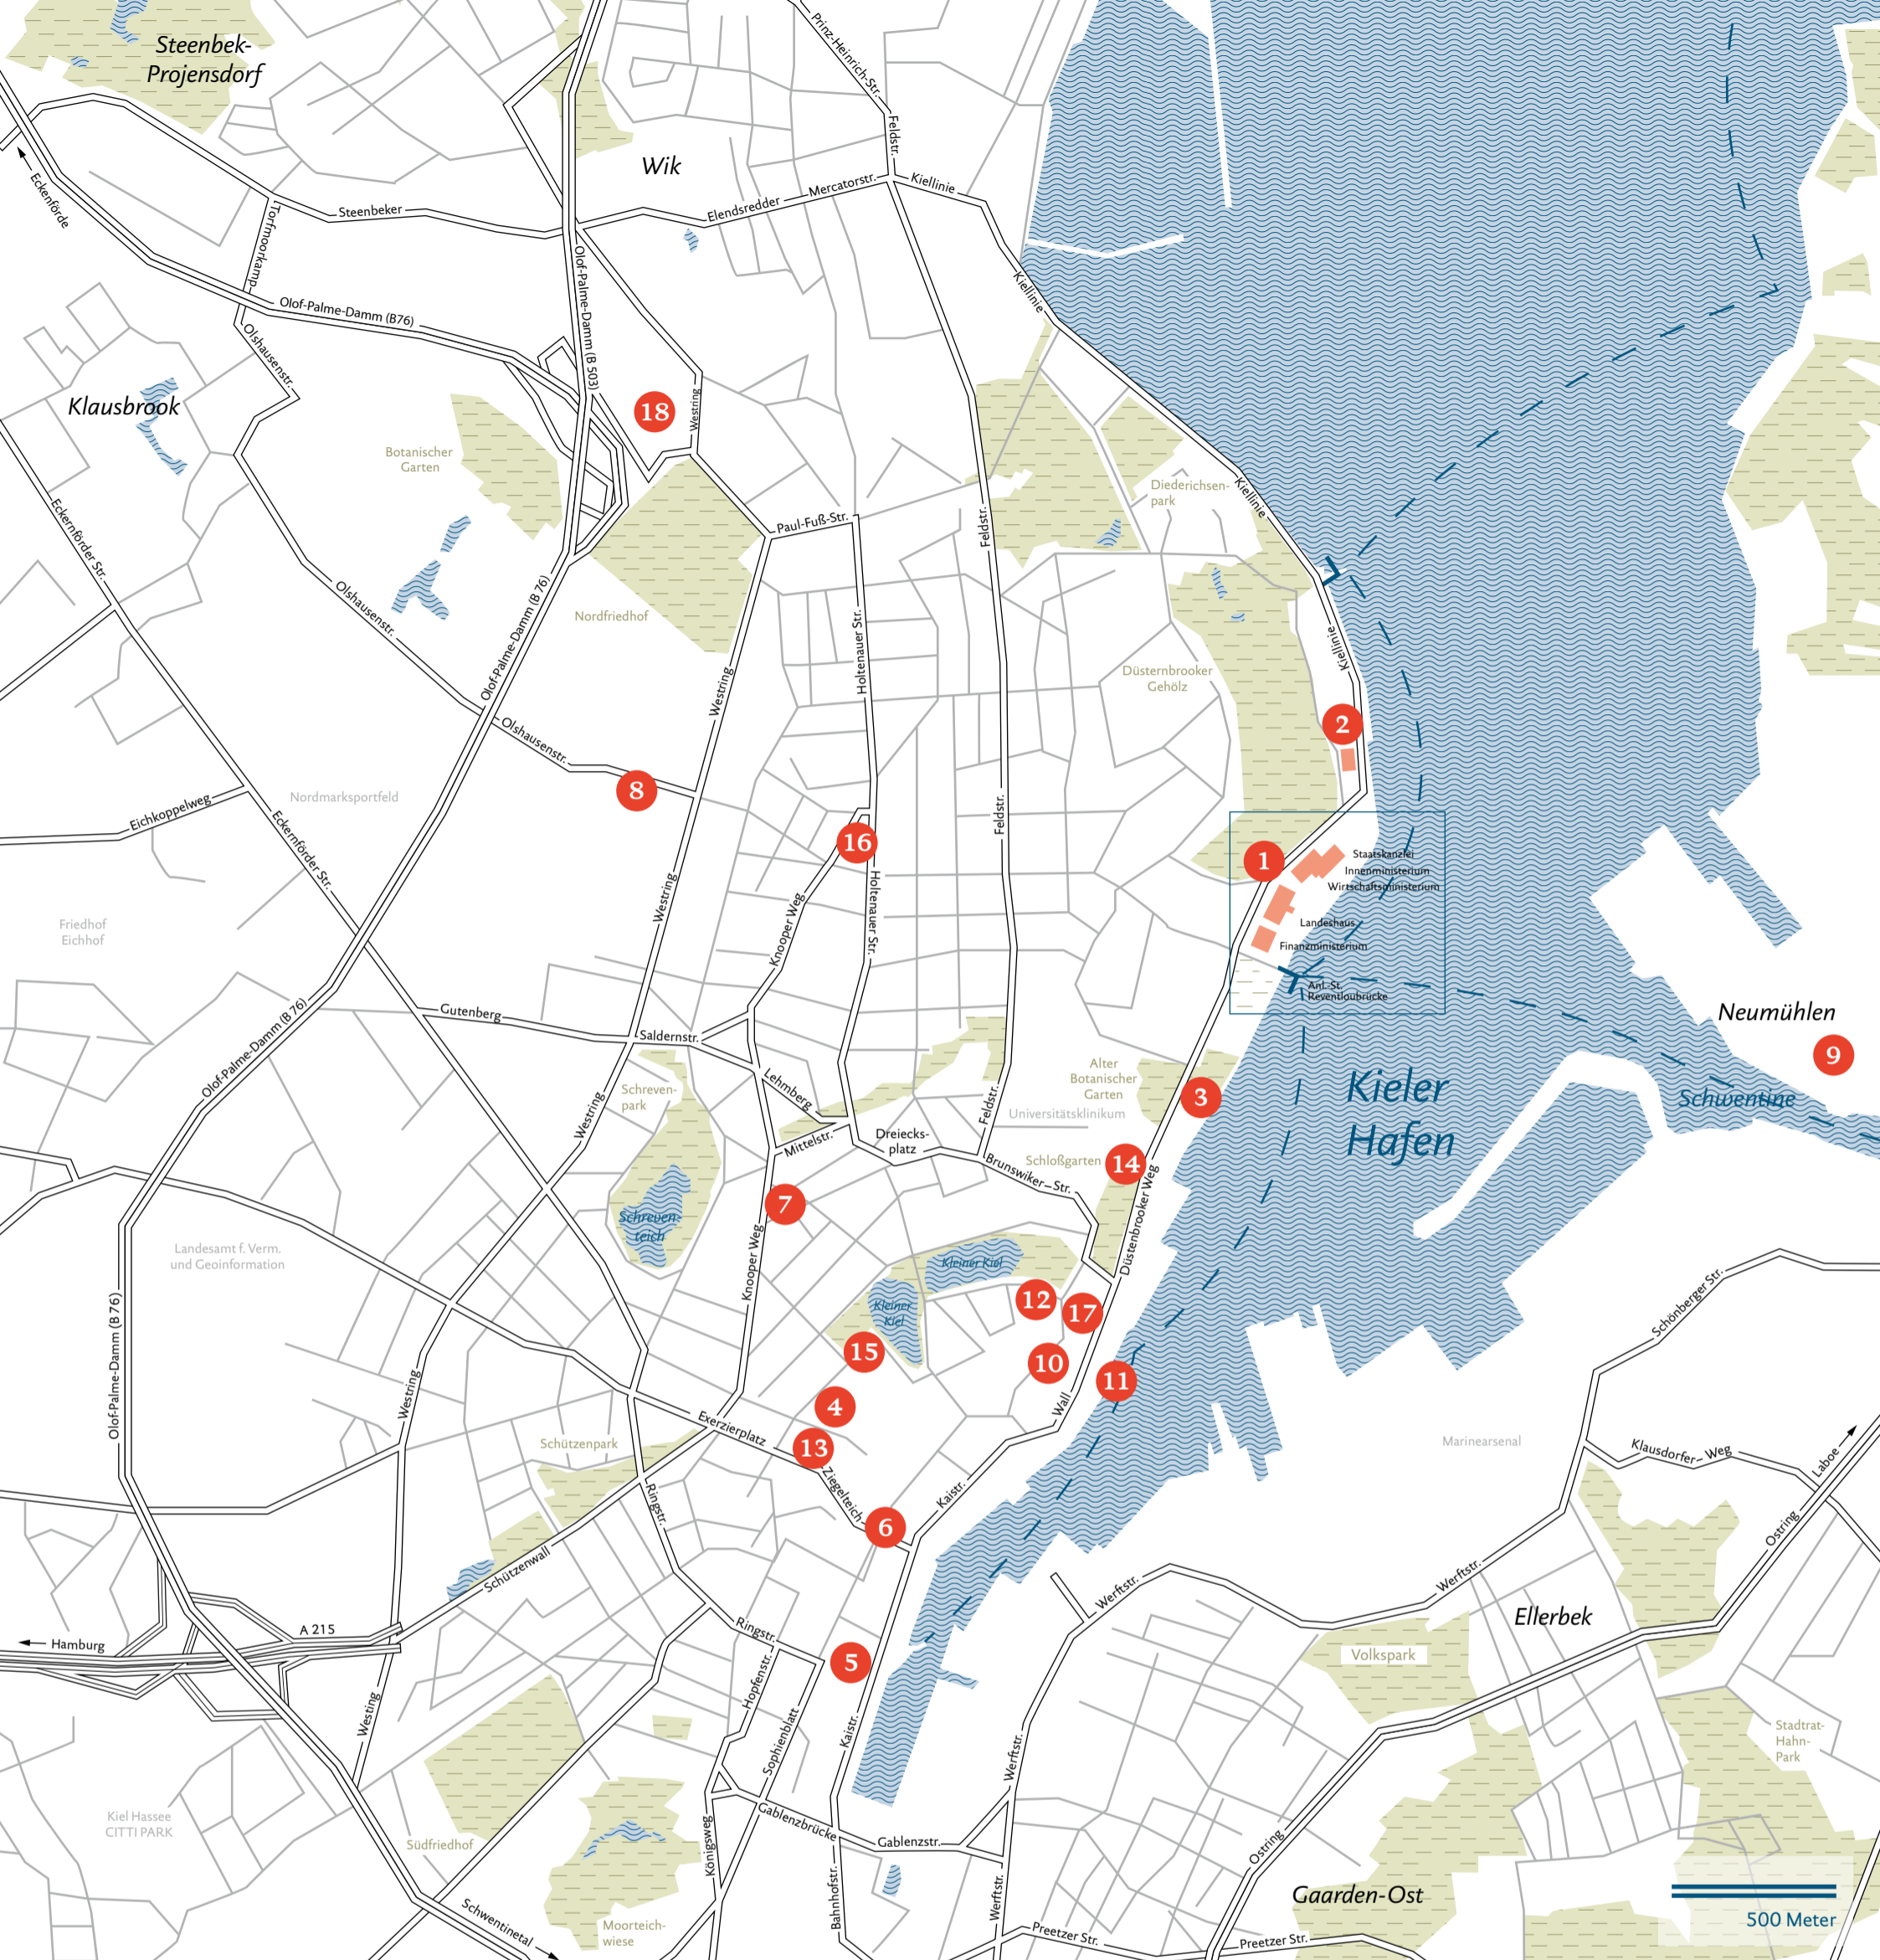 Steenbek-
Projensdorf
Prinz-Heinrich-Str.
Feldstr.
Wik
Eckenförde
Steenbeker
Elendsredder
Mercatorstr.
Kiellinie
Torfmoorkamp
Olof-Palme-Damm (B 503)
Olof-Palme-Damm (B76)
Kiellinie
Olshausenstr.
Klausbrook
18
Westring
Botanischer
Garten
Diederichsen-
park
Kiellinie
Eckernförder Str.
Paul-Fuß-Str.
Feldstr.
Olshausenstr.
Nordfriedhof
Olof-Palme-Damm (B 76)
Holtenauer Str.
Kiellinie
Düsternbrooker
Gehölz
Westring
2
Olshausenstr.
8
Nordmarksportfeld
Eichkoppelweg
Eckernförder Str.
Feldstr.
16
1
Staatskanzlei
Innenministerium
Wirtschaftsministerium
Landeshaus
Finanzministerium
Friedhof
Eichhof
Westring
Knooper Weg
Holtenauer Str.
Anl.-St.
Reventloubrücke
Gutenberg
Saldernstr.
Neumühlen
9
Olof-Palme-Damm (B 76)
Schreven-
park
Lehmberg
Westring
Alter
Botanischer
Garten
Universitätsklinikum
3
Kieler
Hafen
Schwentine
Feldstr.
Mittelstr.
Dreiecks-
platz
Brunswiker-Str.
Schloßgarten
14
7
Schreven-
teich
Düstenbrooker Weg
Landesamt f. Verm.
und Geoinformation
Knooper Weg
Kleiner Kiel
Kleiner
Kiel
12
17
Schönberger Str.
Olof-Palme-Damm (B 76)
15
10
11
Westring
4
Wall
Exerzierplatz
13
Schützenpark
Marinearsenal
Klausdorfer- Weg
Laboe
Ziegelteich
Kaistr.
Ringstr.
6
Ostring
Schützenwall
Werftstr.
Werftstr.
Ellerbek
A 215
Hamburg
Ringstr.
5
Volkspark
Hopfenstr.
Westing
Kaistr.
Sophienblatt
Werftstr.
Stadtrat-
Hahn-
Park
Kiel Hassee
CITTI PARK
Südfriedhof
Königsweg
Gablenzbrücke
Gablenzstr.
Ostring
Bahnhofstr.
Werftstr.
Gaarden-Ost
Schwentinetal
Moorteich-
wiese
Preetzer Str.
Preetzer Str.
500 Meter